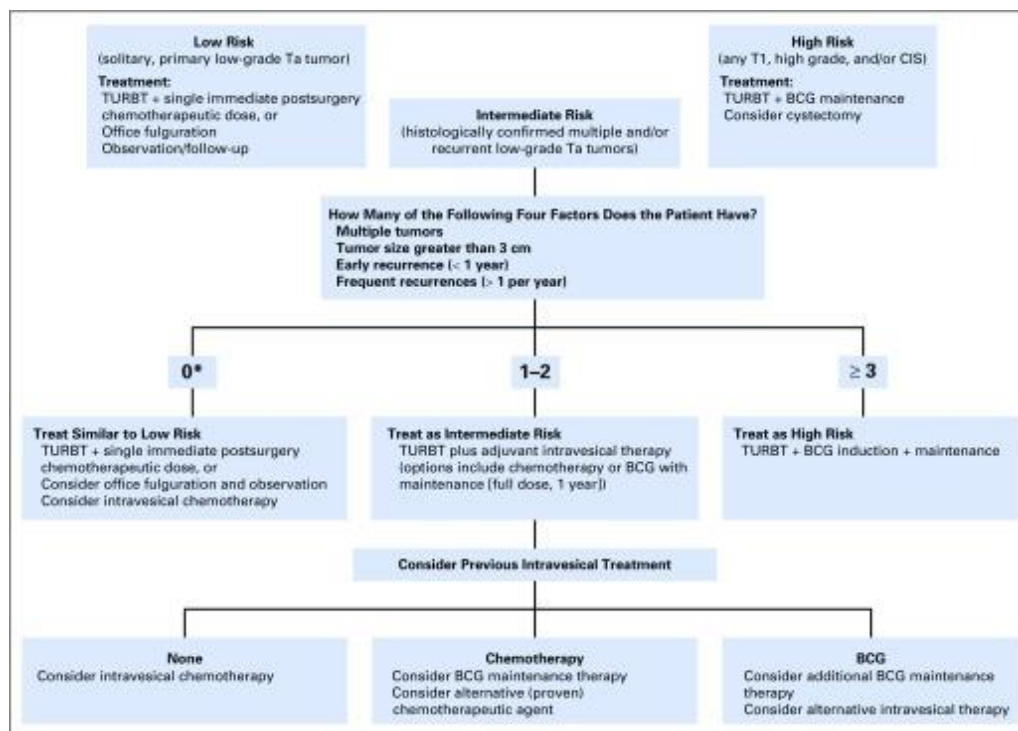 Low Risk
(solitary, primary low-grade Ta tumor)
Treatment:
TURBT + single immediate postsurgery
chemotherapeutic dose, or
Office fulguration
Observation/follow-up
High Risk
(any T1, high grade, and/or CIS)
Treatment:
TURBT + BCG maintenance
Consider cystectomy
Intermediate Risk
(histologically confirmed multiple and/or
recurrent low-grade Ta tumors)
How Many of the Following Four Factors Does the Patient Have?
Multiple tumors
Tumor size greater than 3 cm
Early recurrence (< 1 year)
Frequent recurrences (> 1 per year)
0*
1–2
≥ 3
Treat Similar to Low Risk
TURBT + single immediate postsurgery
chemotherapeutic dose, or
Consider office fulguration and observation
Consider intravesical chemotherapy
Treat as Intermediate Risk
TURBT plus adjuvant intravesical therapy
(options include chemotherapy or BCG with
maintenance [full dose, 1 year])
Treat as High Risk
TURBT + BCG induction + maintenance
Consider Previous Intravesical Treatment
None
Consider intravesical chemotherapy
Chemotherapy
Consider BCG maintenance therapy
Consider alternative (proven)
chemotherapeutic agent
BCG
Consider additional BCG maintenance
therapy
Consider alternative intravesical therapy